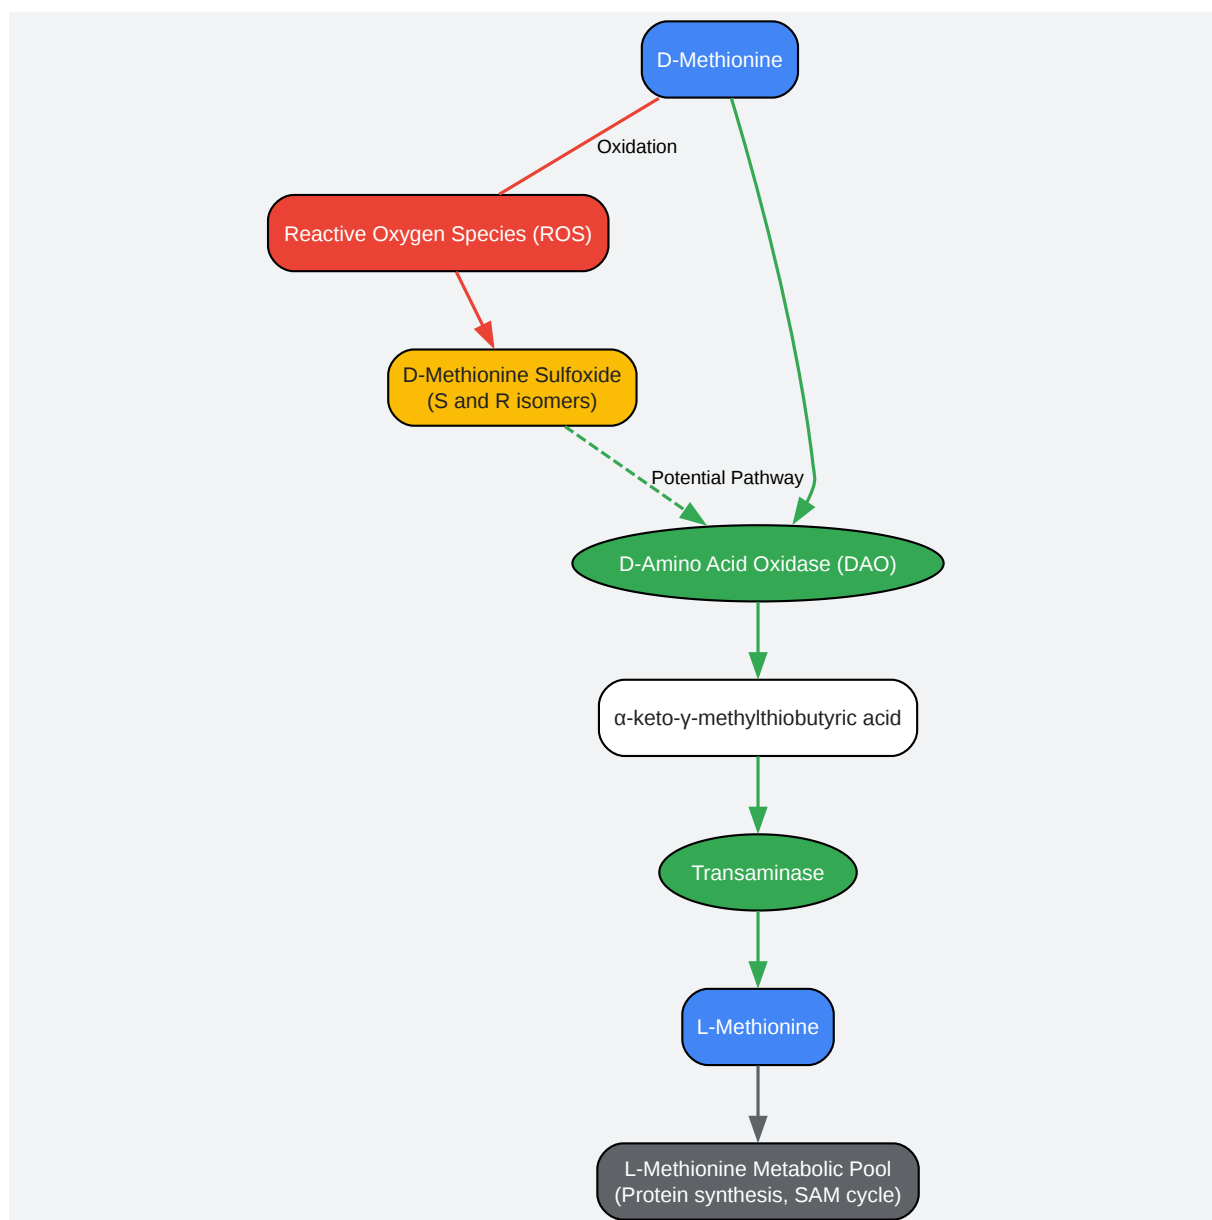 D-Methionine
Oxidation
Reactive Oxygen Species (ROS)
D-Methionine Sulfoxide
(S and R isomers)
Potential Pathway
D-Amino Acid Oxidase (DAO)
α-keto-γ-methylthiobutyric acid
Transaminase
L-Methionine
L-Methionine Metabolic Pool
(Protein synthesis, SAM cycle)